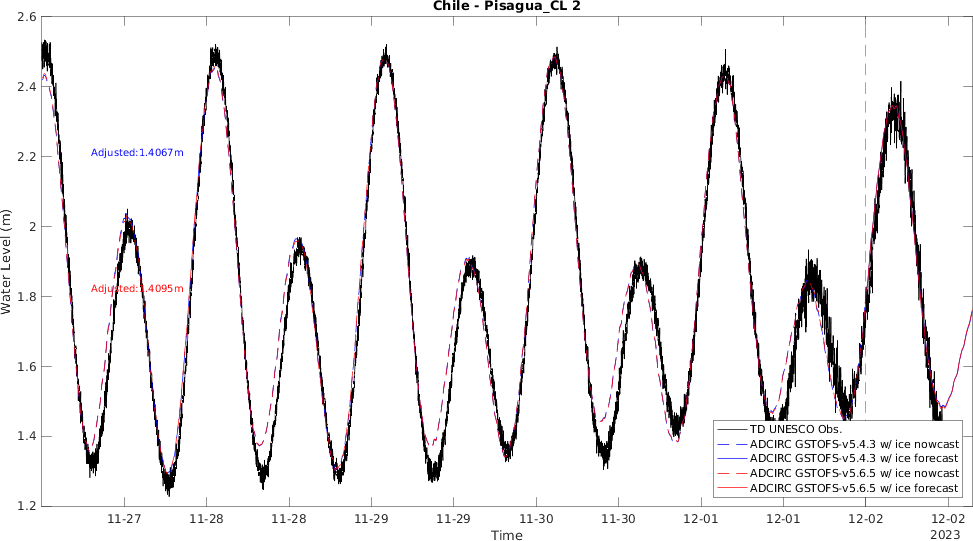 Chile - Pisagua_CL 2
2.6
2.4
2.2
2
1.8
1.6
1.4
1.2
Water Level (m)
Adjusted:1.4067m
Adjusted:1.4095m
TD UNESCO Obs.
ADCIRC GSTOFS-v5.4.3 w/ ice nowcast
ADCIRC GSTOFS-v5.4.3 w/ ice forecast
ADCIRC GSTOFS-v5.6.5 w/ ice nowcast
ADCIRC GSTOFS-v5.6.5 w/ ice forecast
11-27 11-28 11-28 11-29 11-29 11-30 11-30 12-01 12-01 12-02 12-02
2023
Time